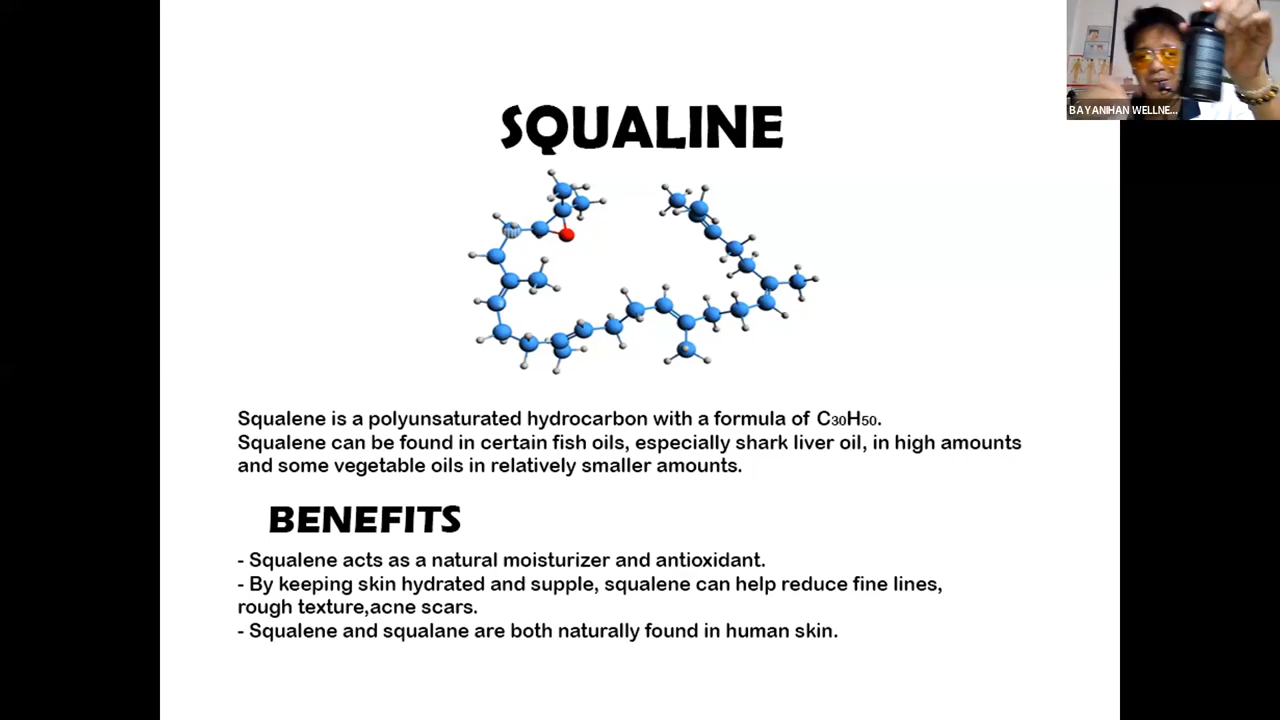 SQUALINE
BAYANIHAN WELLNE...
Squalene is a polyunsaturated hydrocarbon with a formula of C₃₀H₅₀.
Squalene can be found in certain fish oils, especially shark liver oil, in high amounts
and some vegetable oils in relatively smaller amounts.
BENEFITS
- Squalene acts as a natural moisturizer and antioxidant.
- By keeping skin hydrated and supple, squalene can help reduce fine lines,
rough texture,acne scars.
- Squalene and squalane are both naturally found in human skin.